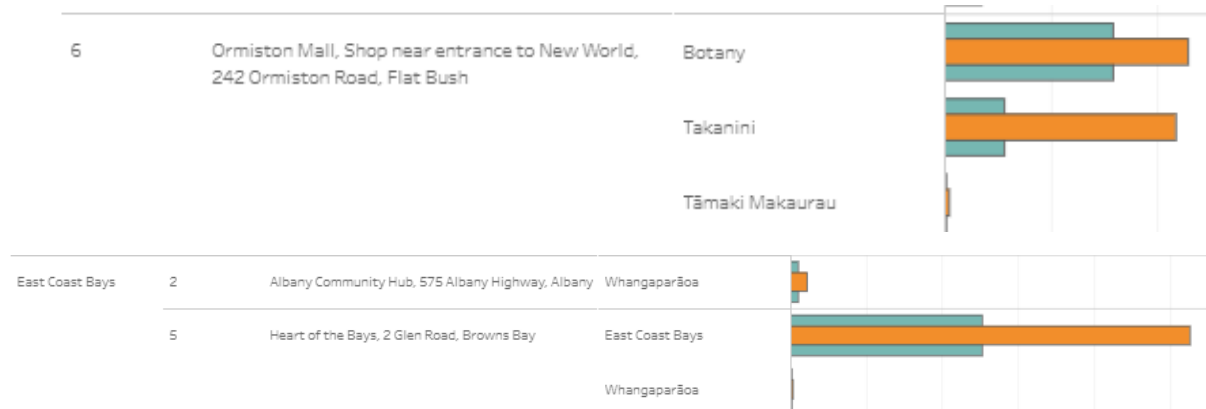 6 Ormiston Mall, Shop near entrance to New World, Botany
242 Ormiston Road, Flat Bush
Takanini
Tāmaki Makaurau
East Coast Bays 2 Albany Community Hub, 575 Albany Highway, Albany Whangaparāoa
5 Heart of the Bays, 2 Glen Road, Browns Bay East Coast Bays
Whangaparāoa